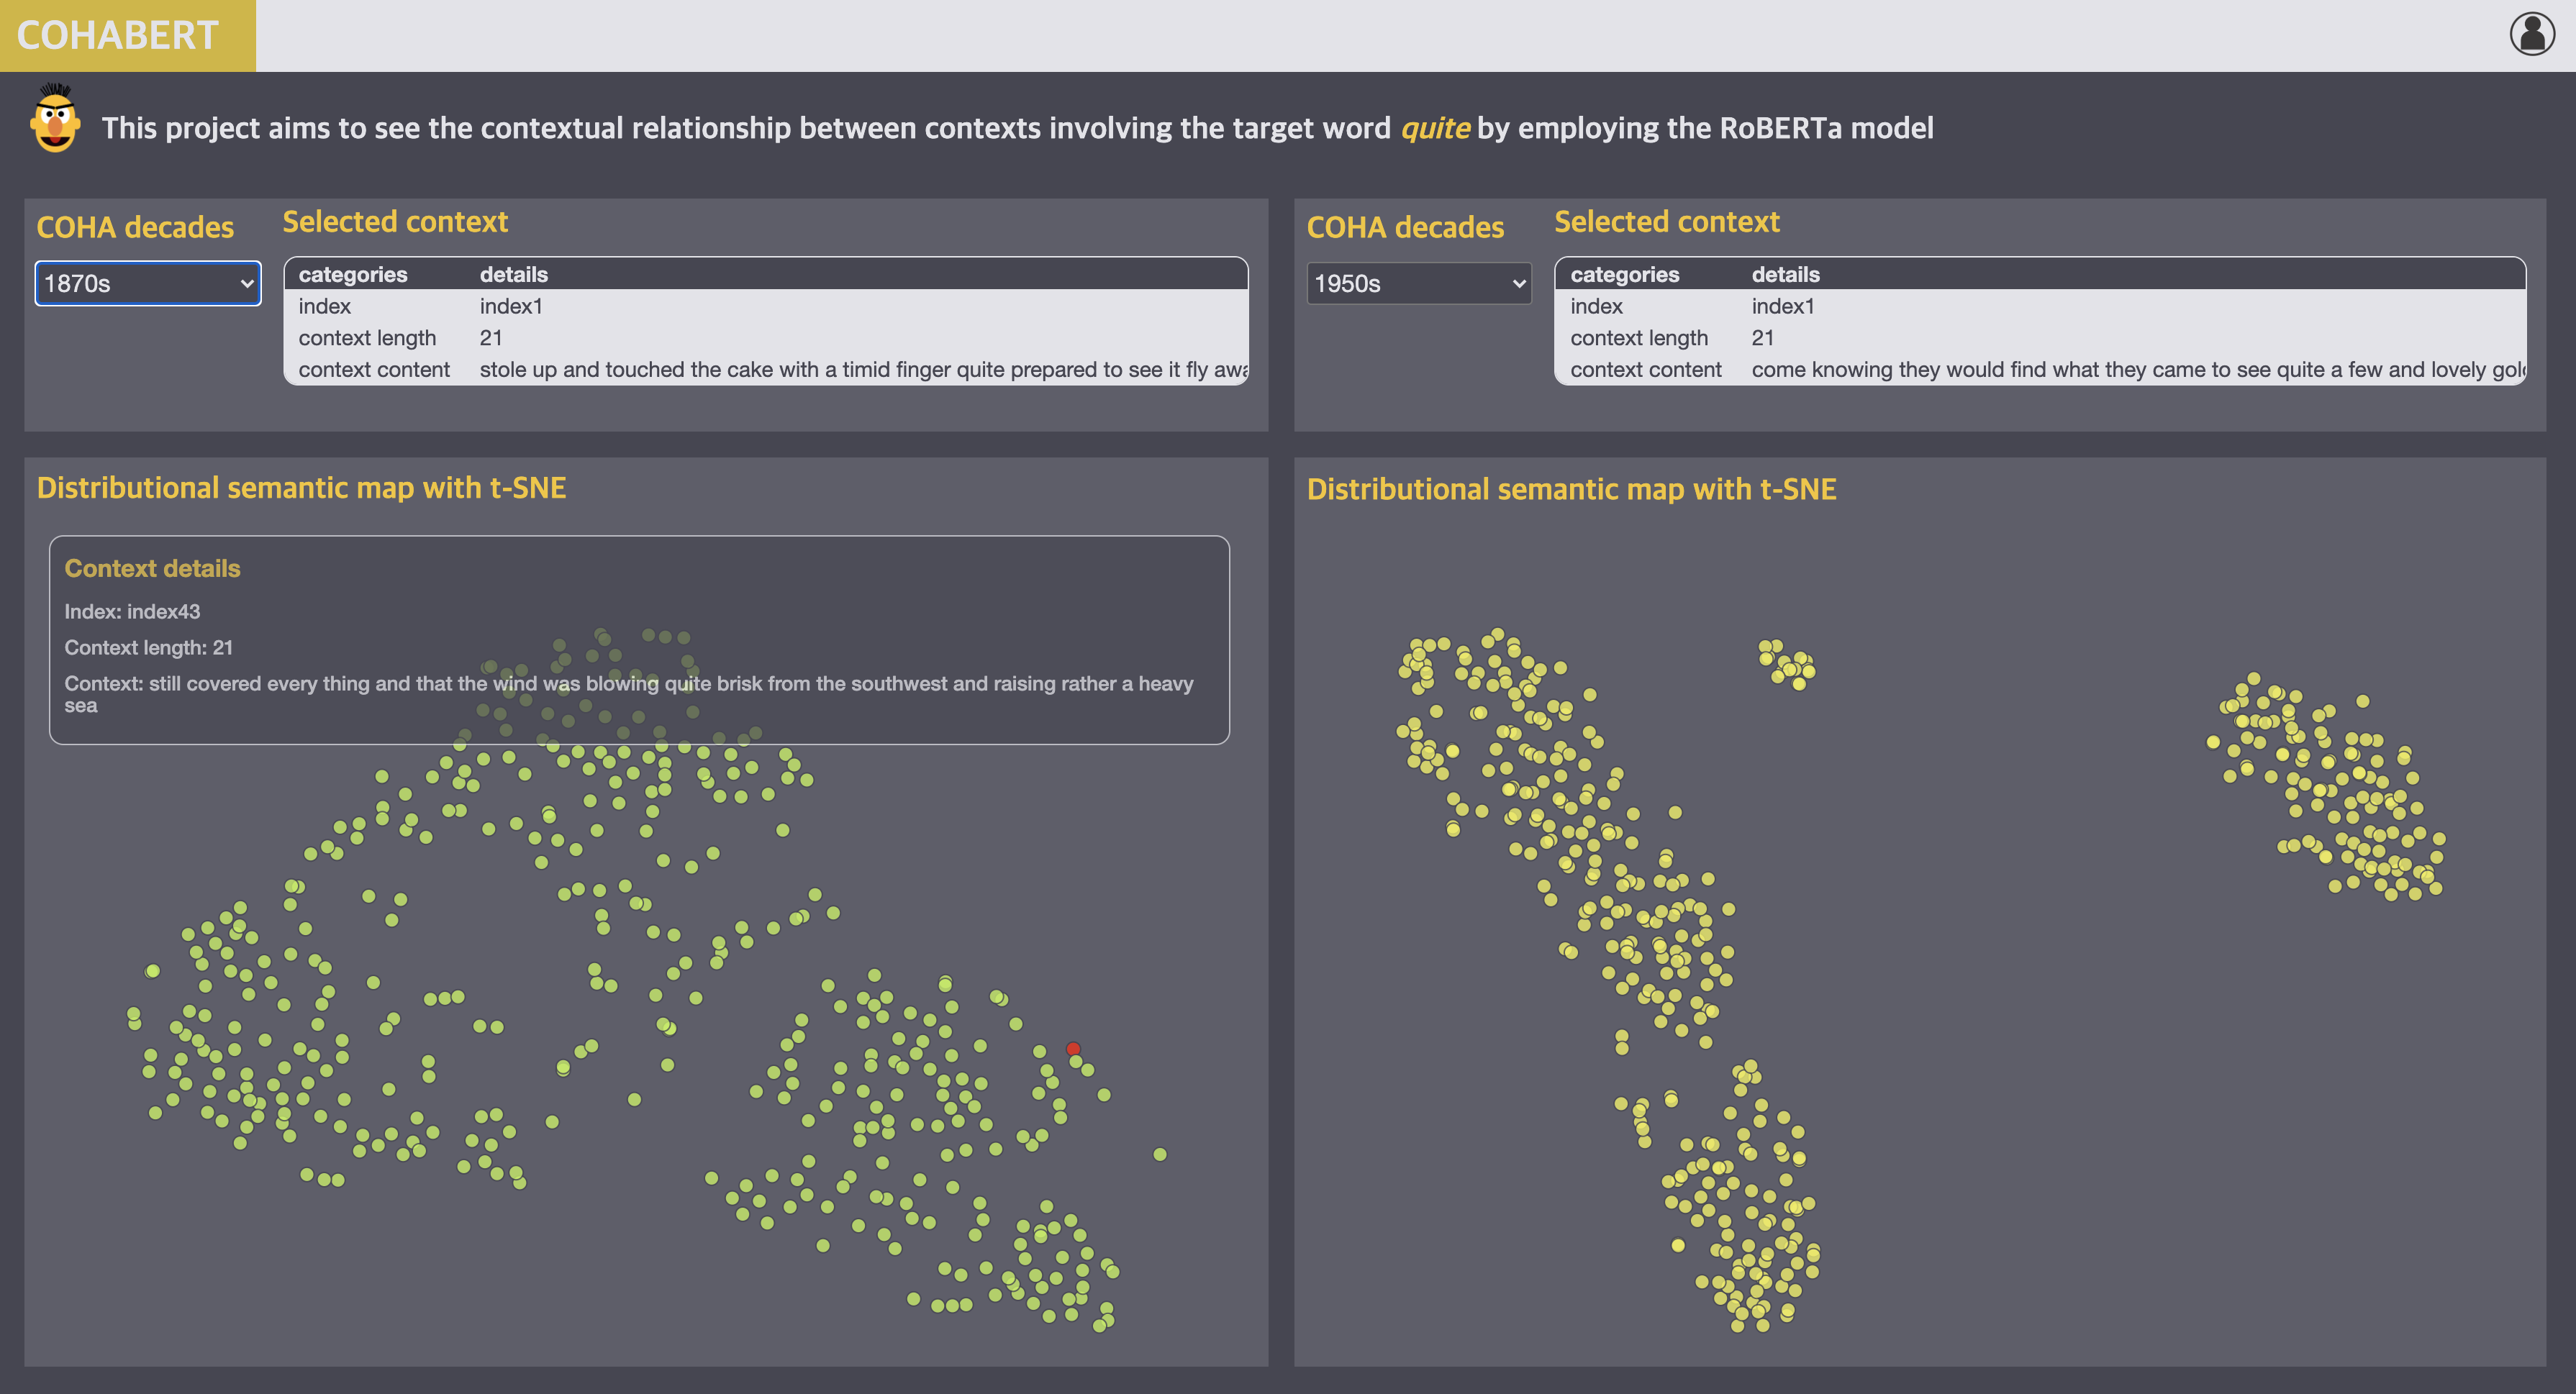 COHABERT
This project aims to see the contextual relationship between contexts involving the target word quite by employing the RoBERTa model
COHA decades
1870s
Selected context
categories details
index index1
context length 21
context content stole up and touched the cake with a timid finger quite prepared to see it fly
COHA decades
1950s
Selected context
categories details
index index1
context length 21
context content come knowing they would find what they came to see quite a few and lovely
Distributional semantic map with t-SNE
Context details
Index: index43
Context length: 21
Context: still covered every thing and that the wind was blowing quite brisk from the southwest and raising rather a heavy
sea
Distributional semantic map with t-SNE